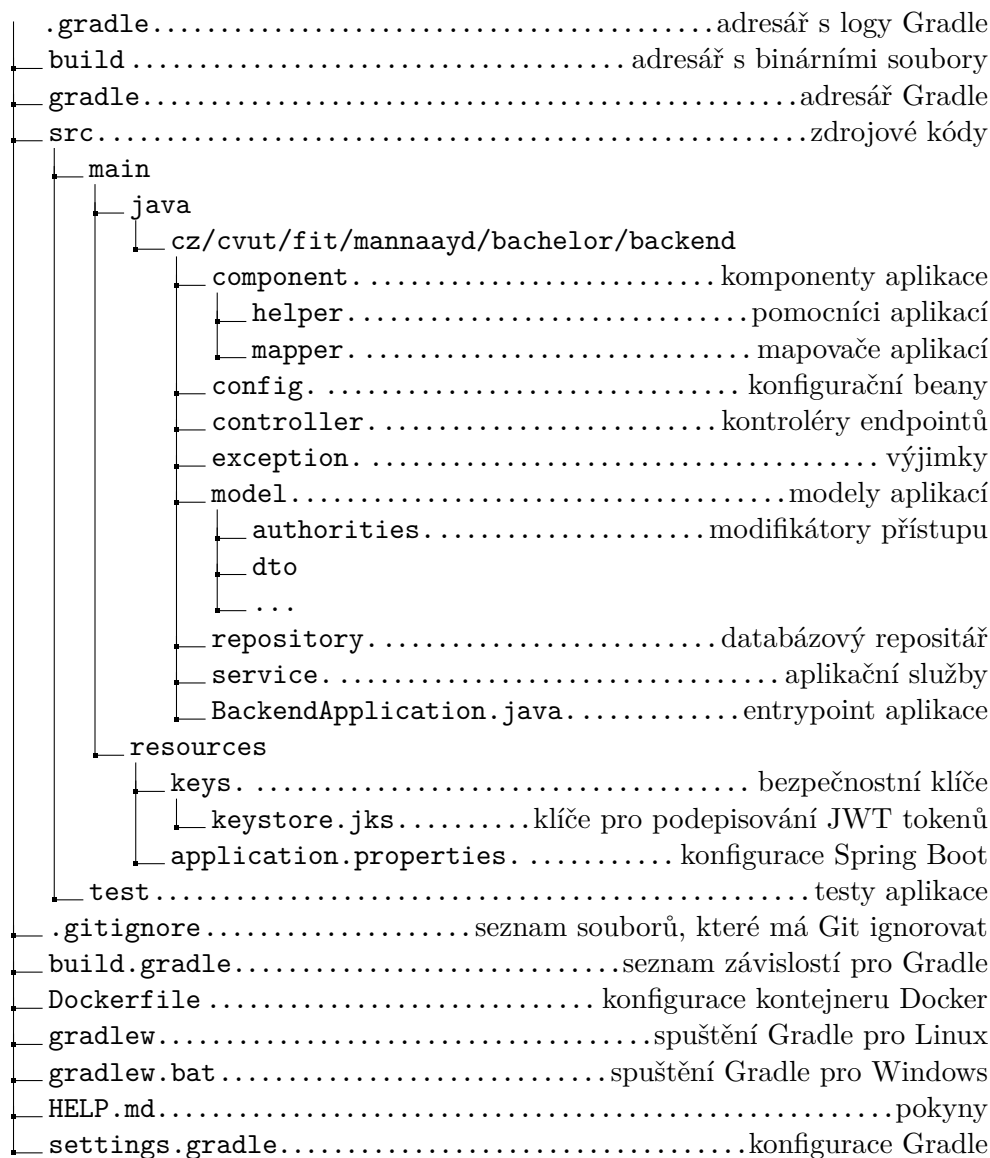 .gradle............................................adresář s logy Gradle
build .....................................adresář s binárními soubory
gradle...................................................adresář Gradle
src.......................................................zdrojové kódy
main
java
cz/cvut/fit/mannaayd/bachelor/backend
component. ...........................komponenty aplikace
helper...............................pomocníci aplikací
mapper................................mapovače aplikací
config. .................................konfigurační beany
controller...........................kontroléry endpointů
exception. .......................................výjimky
model.......................................modely aplikací
authorities......................modifikátory přístupu
dto
...
repository...........................databázový repositář
service. ..................................aplikační služby
BackendApplication.java.............entrypoint aplikace
resources
keys. .......................................bezpečnostní klíče
keystore.jks..........klíče pro podepisování JWT tokenů
application.properties. ...........konfigurace Spring Boot
test....................................................testy aplikace
.gitignore....................seznam souborů, které má Git ignorovat
build.gradle..............................seznam závislostí pro Gradle
Dockerfile ..............................konfigurace kontejneru Docker
gradlew.......................................spuštění Gradle pro Linux
gradlew.bat..............................spuštění Gradle pro Windows
HELP.md.........................................................pokyny
settings.gradle....................................konfigurace Gradle